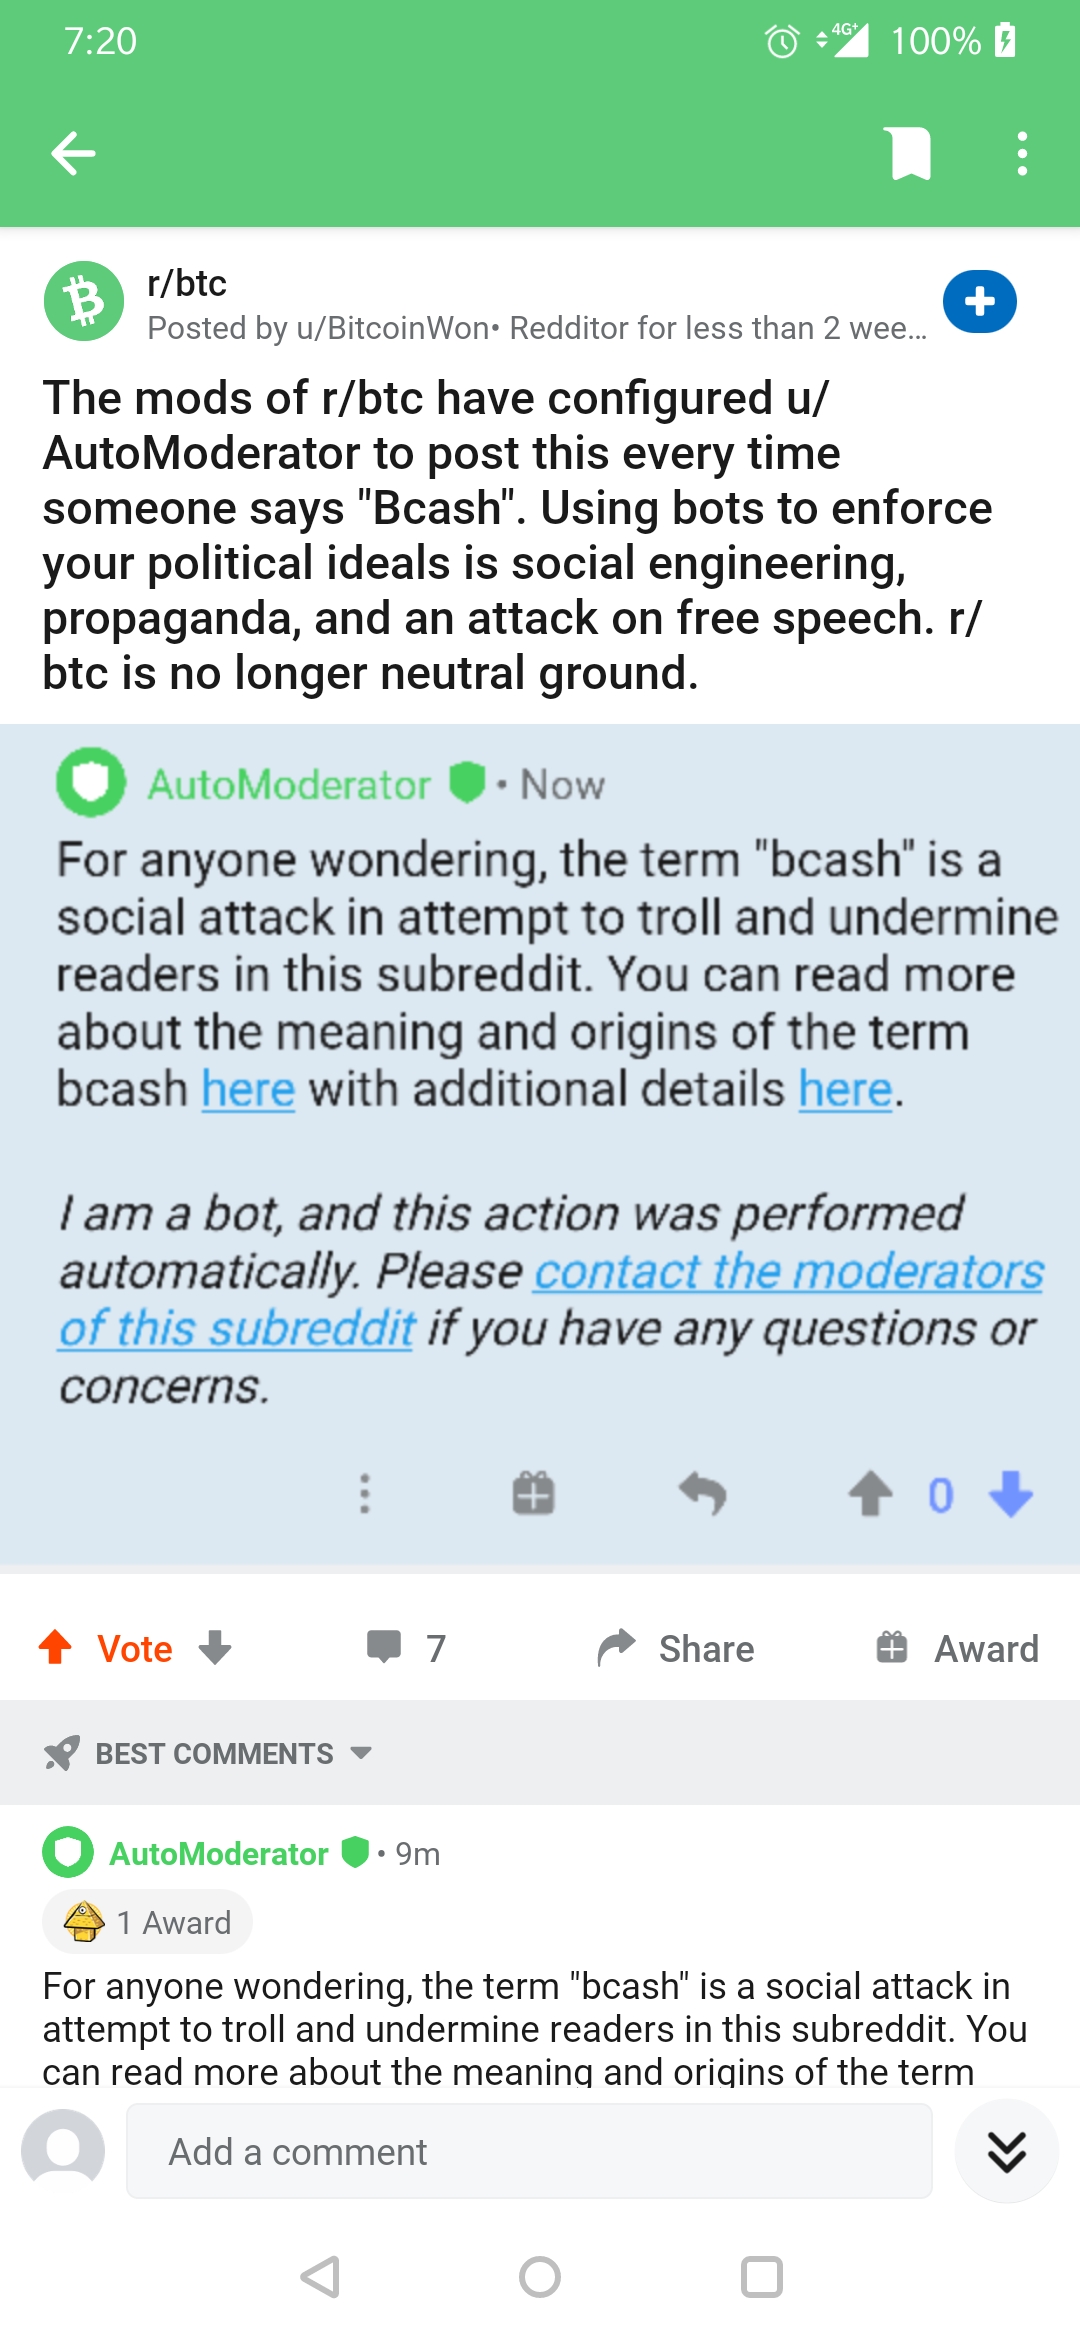 7:20
4G+
100%
r/btc
Posted by u/BitcoinWon• Redditor for less than 2 wee...
The mods of r/btc have configured u/
AutoModerator to post this every time
someone says "Bcash". Using bots to enforce
your political ideals is social engineering,
propaganda, and an attack on free speech. r/
btc is no longer neutral ground.
AutoModerator • Now
For anyone wondering, the term "bcash" is a
social attack in attempt to troll and undermine
readers in this subreddit. You can read more
about the meaning and origins of the term
bcash here with additional details here.
I am a bot, and this action was performed
automatically. Please contact the moderators
of this subreddit if you have any questions or
concerns.
0
Vote
7
Share
Award
BEST COMMENTS
AutoModerator • 9m
1 Award
For anyone wondering, the term "bcash" is a social attack in
attempt to troll and undermine readers in this subreddit. You
can read more about the meaning and origins of the term
Add a comment